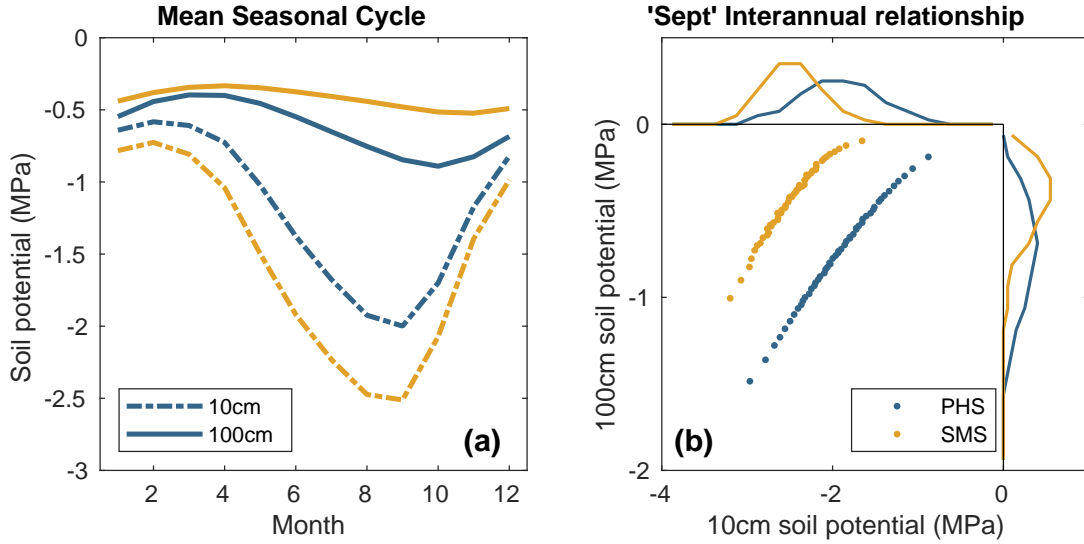 Mean Seasonal Cycle
0
-0.5
-1
-1.5
-2
-2.5
-3
Soil potential (MPa)
2
4
6
8
10
12
Month
10cm
100cm
(a)
'Sept' Interannual relationship
0
-1
-2
100cm soil potential (MPa)
-4
-2
0
10cm soil potential (MPa)
PHS
SMS
(b)